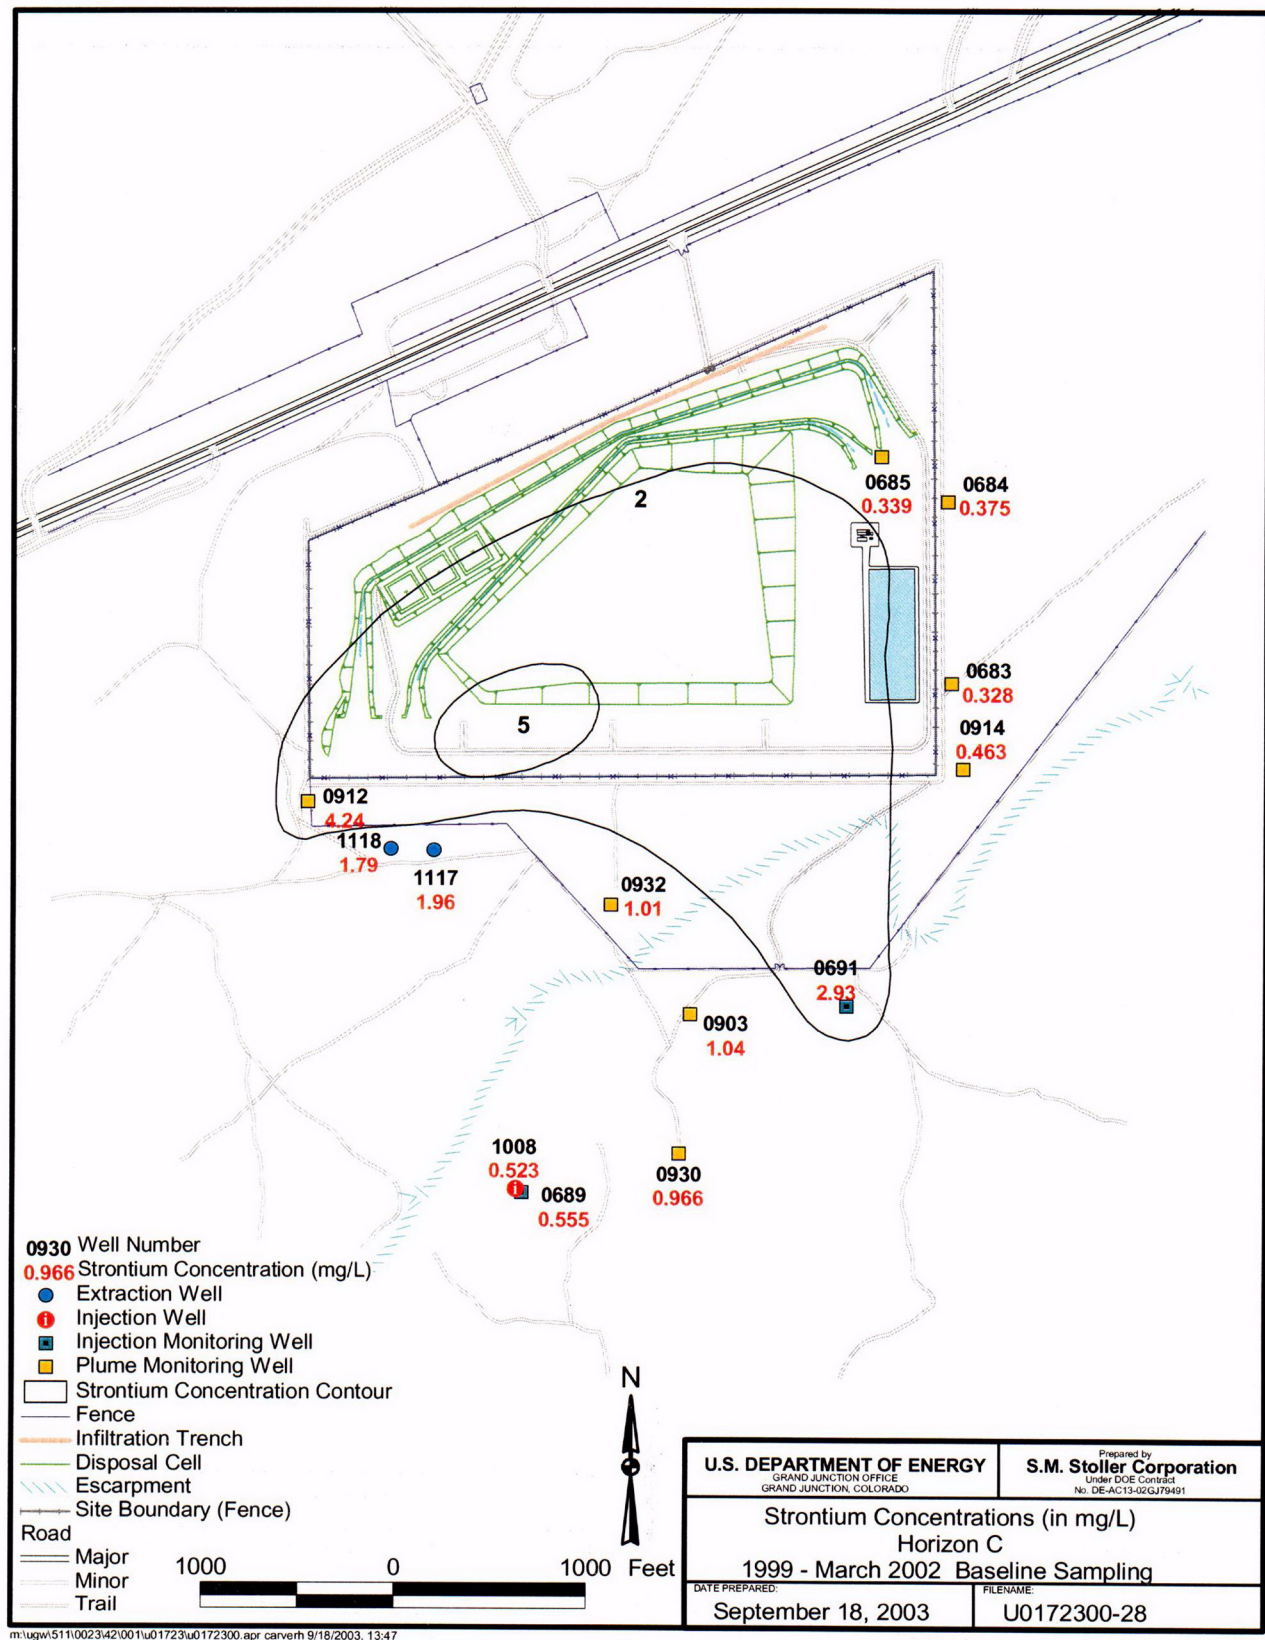 2
0685
0.339
0684
0.375
0683
0.328
0914
0.463
5
0912
4.24
1118
1.79
1117
1.96
0932
1.01
0691
2.93
0903
1.04
1008
0.523
0689
0.555
0930
0.966
0930 Well Number
0.966 Strontium Concentration (mg/L)
Extraction Well
i Injection Well
Injection Monitoring Well
Plume Monitoring Well
Strontium Concentration Contour
Fence
Infiltration Trench
Disposal Cell
Escarpment
Site Boundary (Fence)
Road
Major
Minor
Trail
N
1000 0 1000 Feet
U.S. DEPARTMENT OF ENERGY
GRAND JUNCTION OFFICE
GRAND JUNCTION, COLORADO
Prepared by
S.M. Stoller Corporation
Under DOE Contract
No. DE-AC13-02GJ79491
Strontium Concentrations (in mg/L)
Horizon C
1999 - March 2002 Baseline Sampling
DATE PREPARED:
September 18, 2003
FILENAME:
U0172300-28
m:\ugw\511\0023\42\001\u01723\u0172300.apr carverh 9/18/2003, 13:47